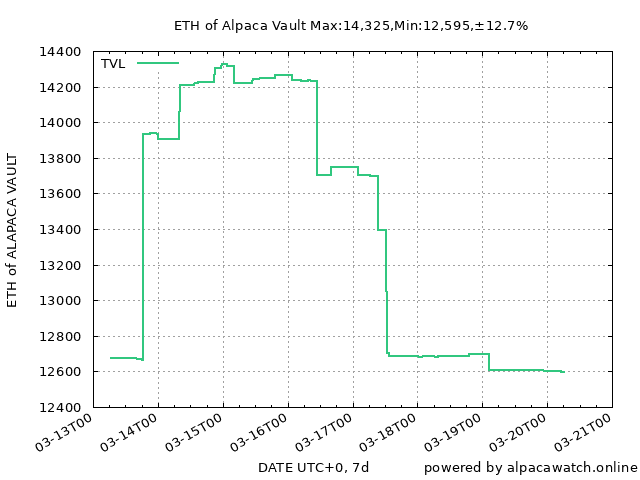 ETH of Alpaca Vault Max:14,325,Min:12,595,±12.7%
TVL
14400
14200
14000
13800
13600
13400
13200
13000
12800
12600
12400
ETH of ALAPACA VAULT
03-13T00
03-14T00
03-15T00
03-16T00
03-17T00
03-18T00
03-19T00
03-20T00
03-21T00
DATE UTC+0, 7d
powered by alpacawatch.online